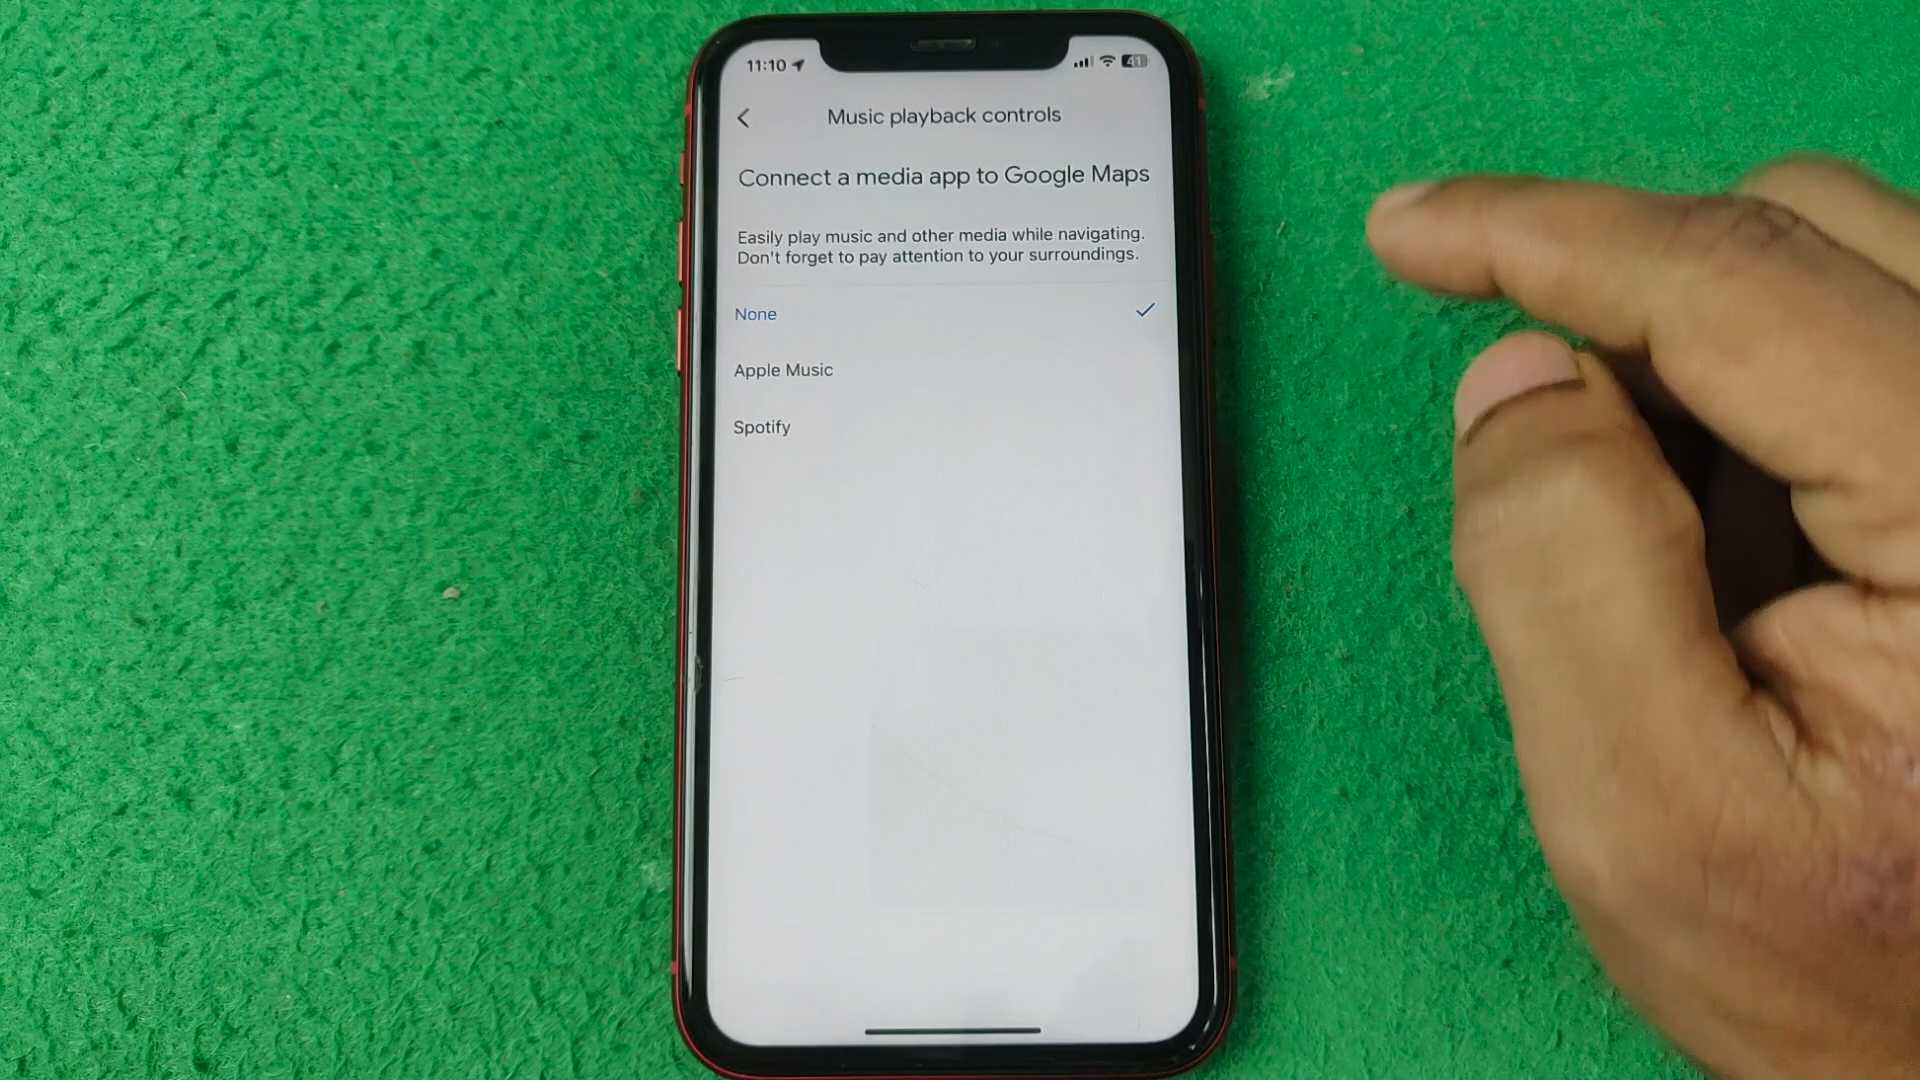 11:10
41
Music playback controls
Connect a media app to Google Maps
Easily play music and other media while navigating.
Don't forget to pay attention to your surroundings.
None
Apple Music
Spotify